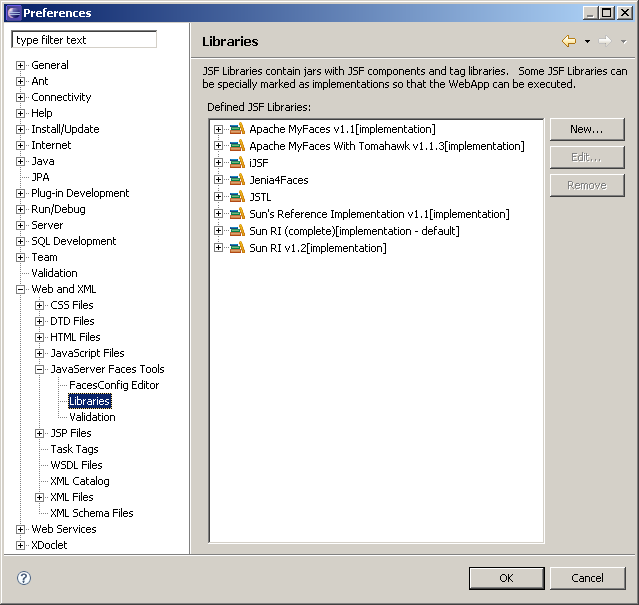 Preferences
type filter text
General
Ant
Connectivity
Help
Install/Update
Internet
Java
JPA
Plug-in Development
Run/Debug
Server
SQL Development
Team
Validation
Web and XML
CSS Files
DTD Files
HTML Files
JavaScript Files
JavaServer Faces Tools
FacesConfig Editor
Libraries
Validation
JSP Files
Task Tags
WSDL Files
XML Catalog
XML Files
XML Schema Files
Web Services
XDoclet
Libraries
JSF Libraries contain jars with JSF components and tag libraries. Some JSF Libraries can
be specially marked as implementations so that the WebApp can be executed.
Defined JSF Libraries:
Apache MyFaces v1.1[implementation]
Apache MyFaces With Tomahawk v1.1.3[implementation]
iJSF
Jenia4Faces
JSTL
Sun's Reference Implementation v1.1[implementation]
Sun RI (complete)[implementation - default]
Sun RI v1.2[implementation]
New...
Edit...
Remove
?
OK
Cancel